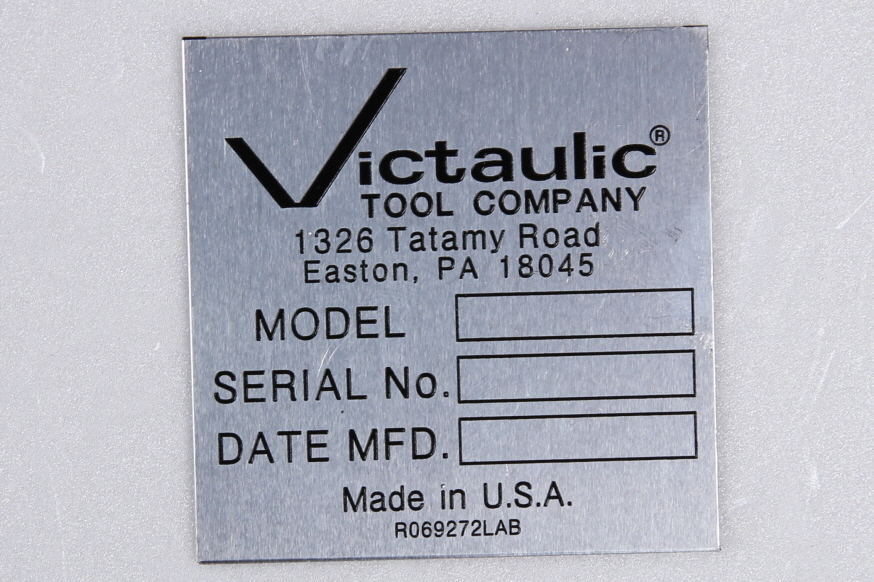 Victaulic®
TOOL COMPANY
1326 Tatamy Road
Easton, PA 18045
MODEL
SERIAL No.
DATE MFD.
Made in U.S.A.
R069272LAB